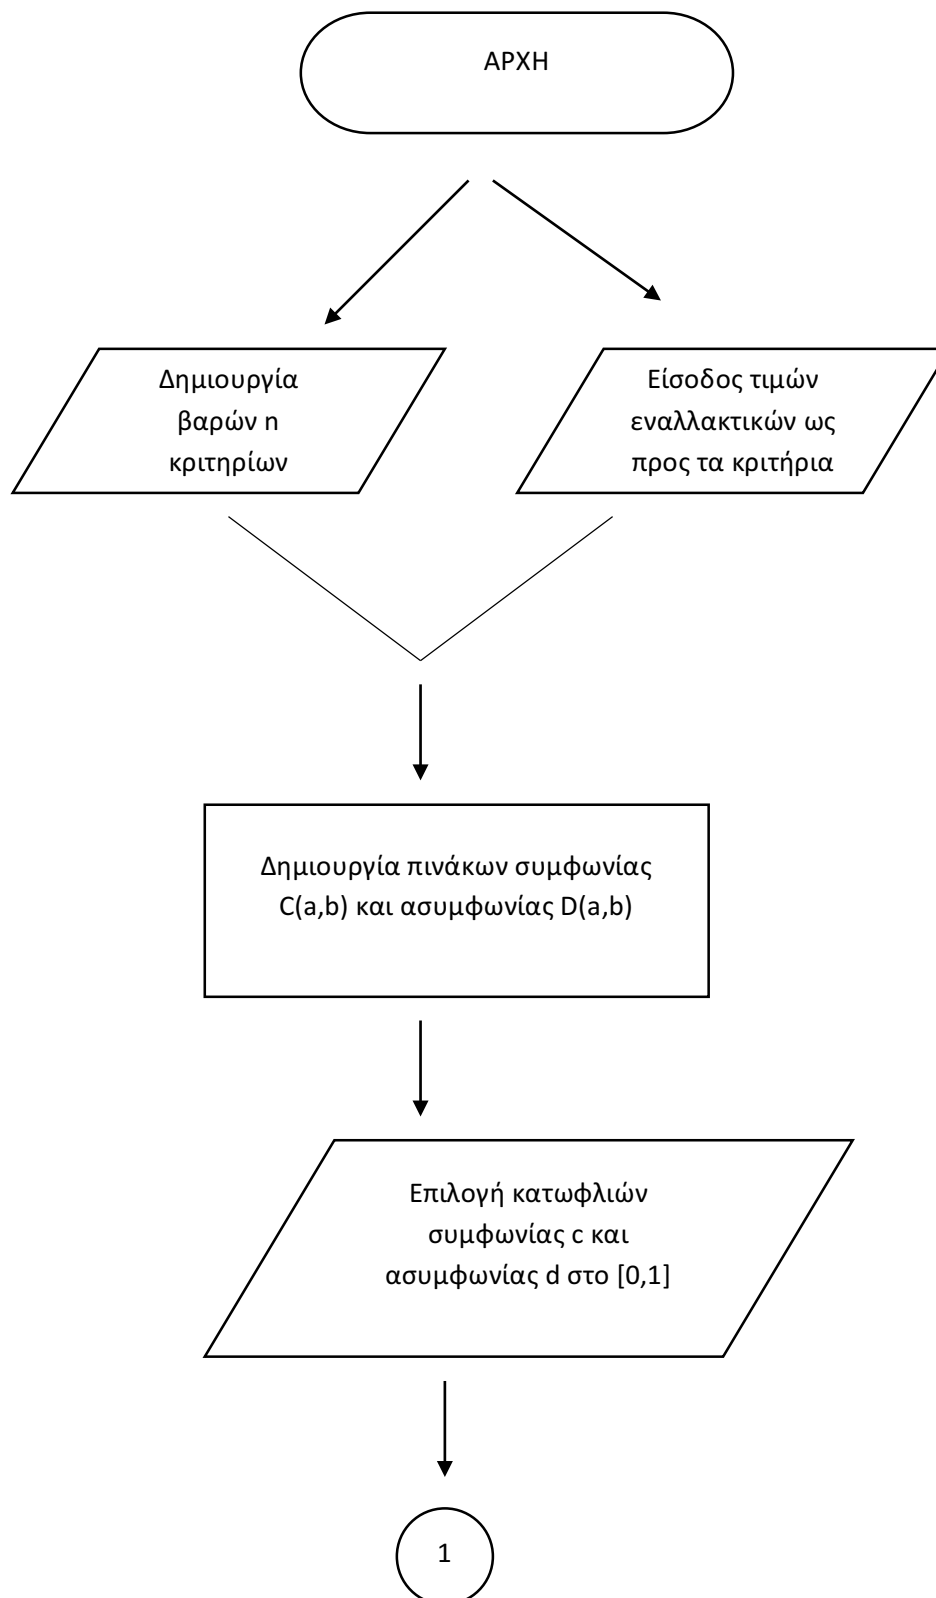 ΑΡΧΗ
Δημιουργία
βαρών n
κριτηρίων
Είσοδος τιμών
εναλλακτικών ως
προς τα κριτήρια
Δημιουργία πινάκων συμφωνίας
C(a,b) και ασυμφωνίας D(a,b)
Επιλογή κατωφλιών
συμφωνίας c και
ασυμφωνίας d στο [0,1]
1